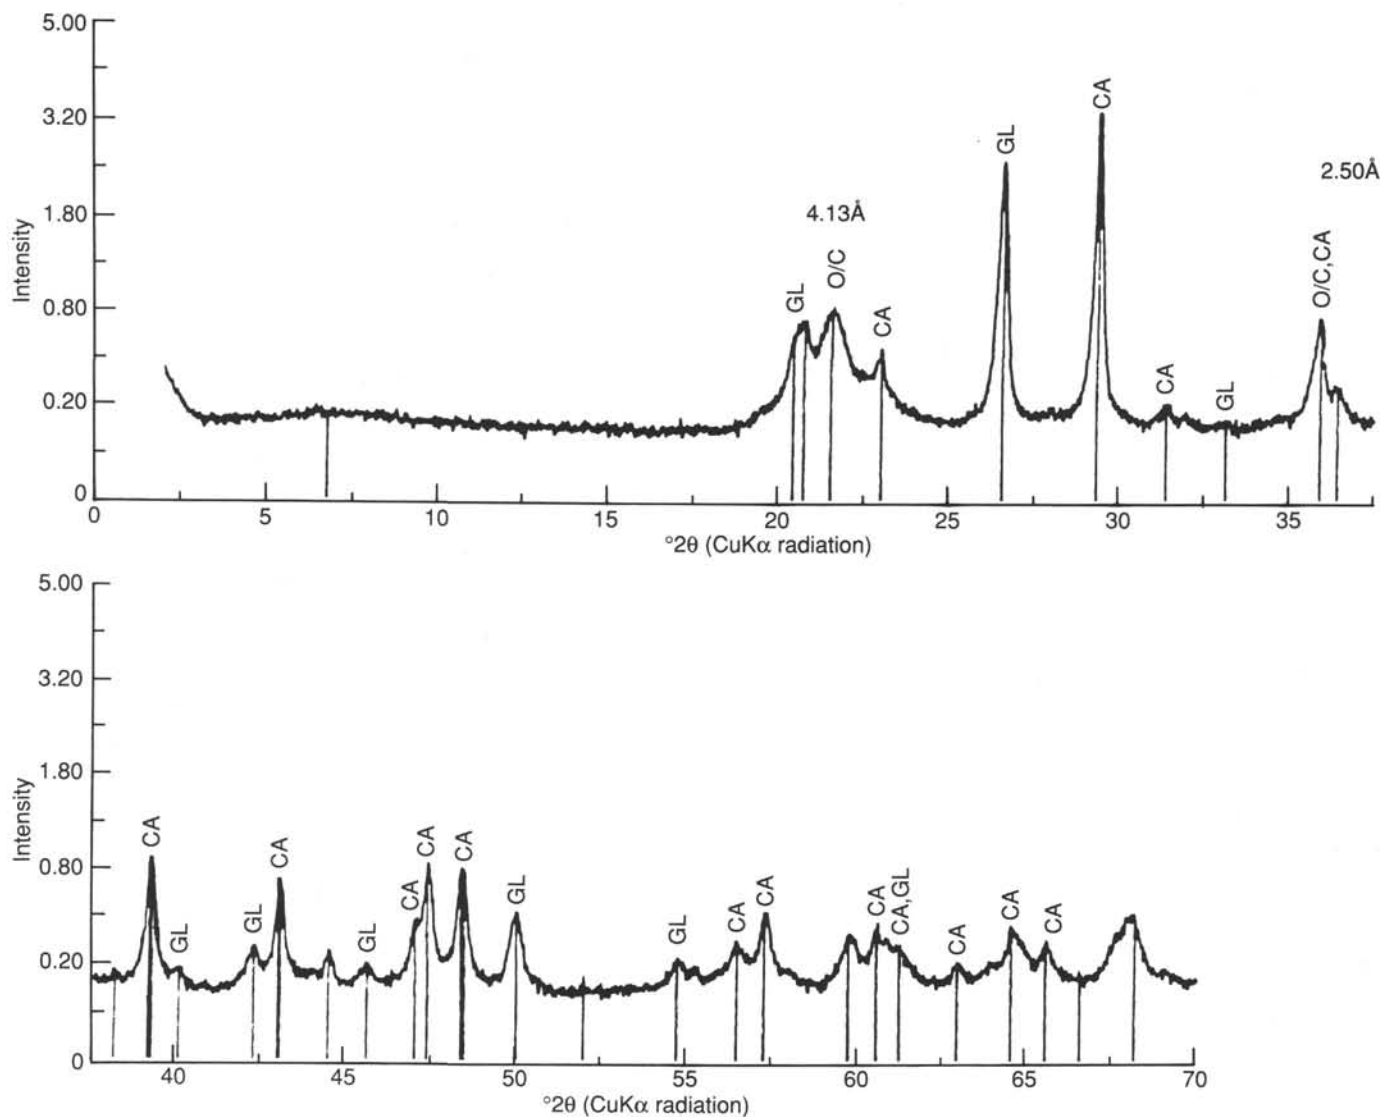 5.00
3.20
1.80
0.80
0.20
0
Intensity
GL
4.13Å
O/C
CA
GL
CA
CA
GL
2.50Å
O/C,CA
0 5 10 15 20 25 30 35
°2θ (CuKα radiation)
5.00
3.20
1.80
0.80
0.20
0
Intensity
CA
GL
GL
CA
GL
CA
CA
CA
GL
GL
CA
CA
CA
CA,GL
CA
CA
CA
40 45 50 55 60 65 70
°2θ (CuKα radiation)